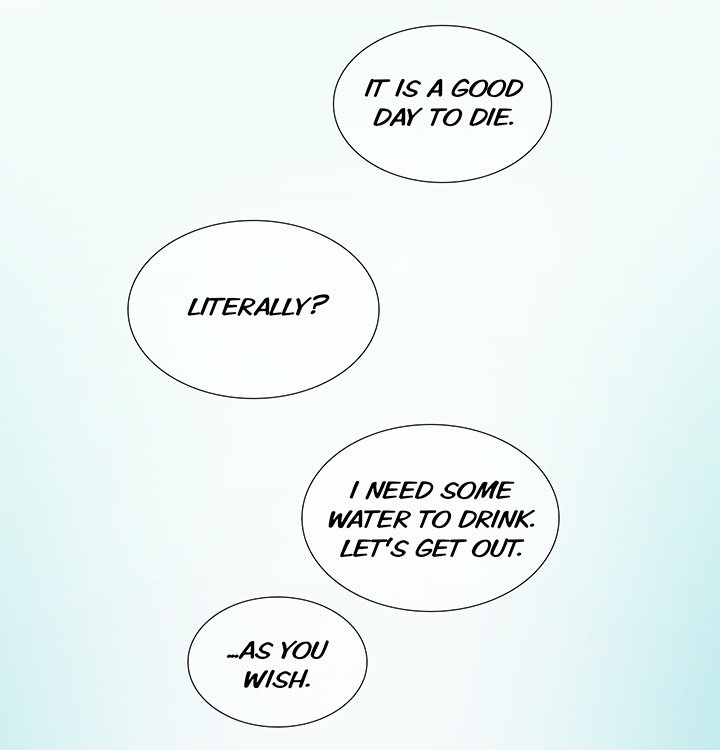 IT IS A GOOD
DAY TO DIE.
LITERALLY?
I NEED SOME
WATER TO DRINK.
LET'S GET OUT.
...AS YOU
WISH.